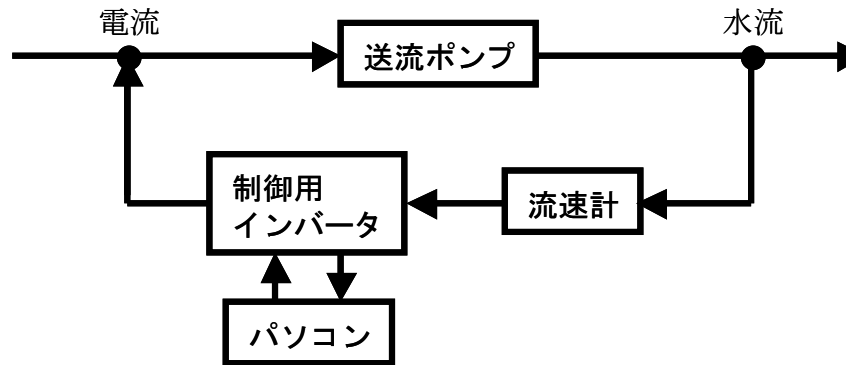 電流
水流
送流ポンプ
制御用
インバータ
流速計
パソコン